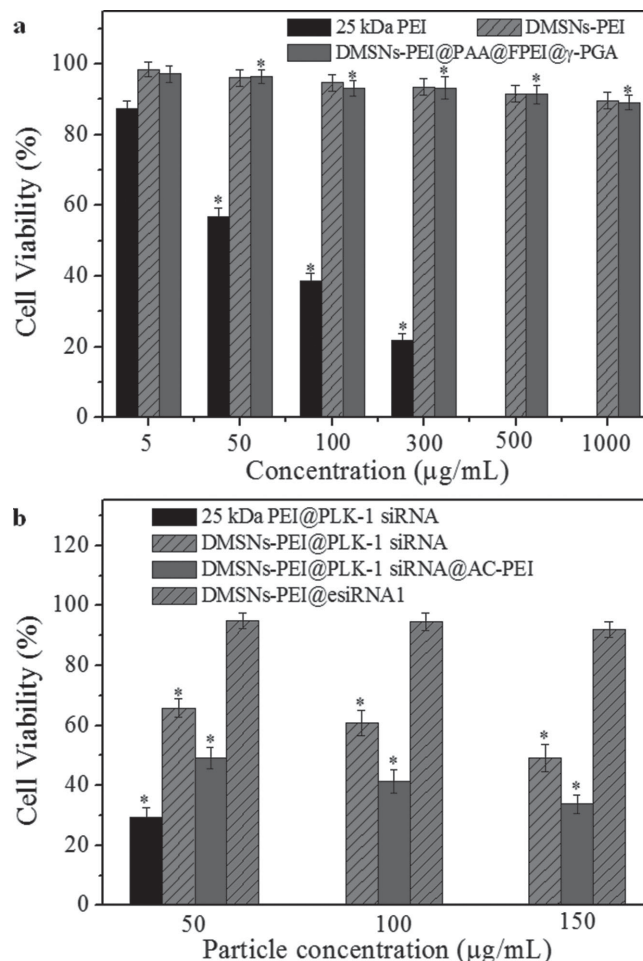 a
25 kDa PEI
DMSNs-PEI
DMSNs-PEI@PAA@FPEI@γ-PGA
Cell Viability (%)
100
80
60
40
20
0
* * * * * * * *
5 50 100 300 500 1000
Concentration (µg/mL)
b
25 kDa PEI@PLK-1 siRNA
DMSNs-PEI@PLK-1 siRNA
DMSNs-PEI@PLK-1 siRNA@AC-PEI
DMSNs-PEI@esiRNA1
Cell Viability (%)
120
100
80
60
40
20
0
* * * * * * *
50 100 150
Particle concentration (µg/mL)